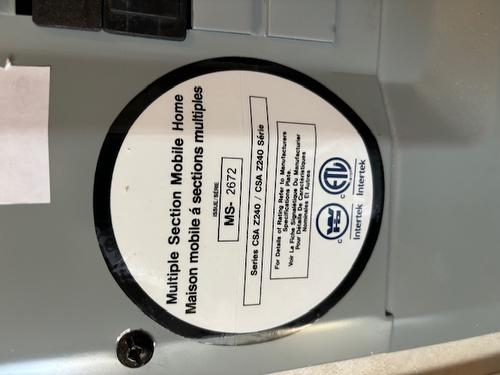 Multiple Section Mobile Home
Maison mobile á sections multiples
ISSUE/SÉRIE
MS- 2672
Series CSA Z240 / CSA Z240 Série
For Details of Rating Refer to Manufacturers
Specifications Plate.
Voir La Fiche Signalétique Du Manufacturier
Pour Détails De Caractéristiques
Nominales Et Autres
C WH C ETL
Intertek Intertek